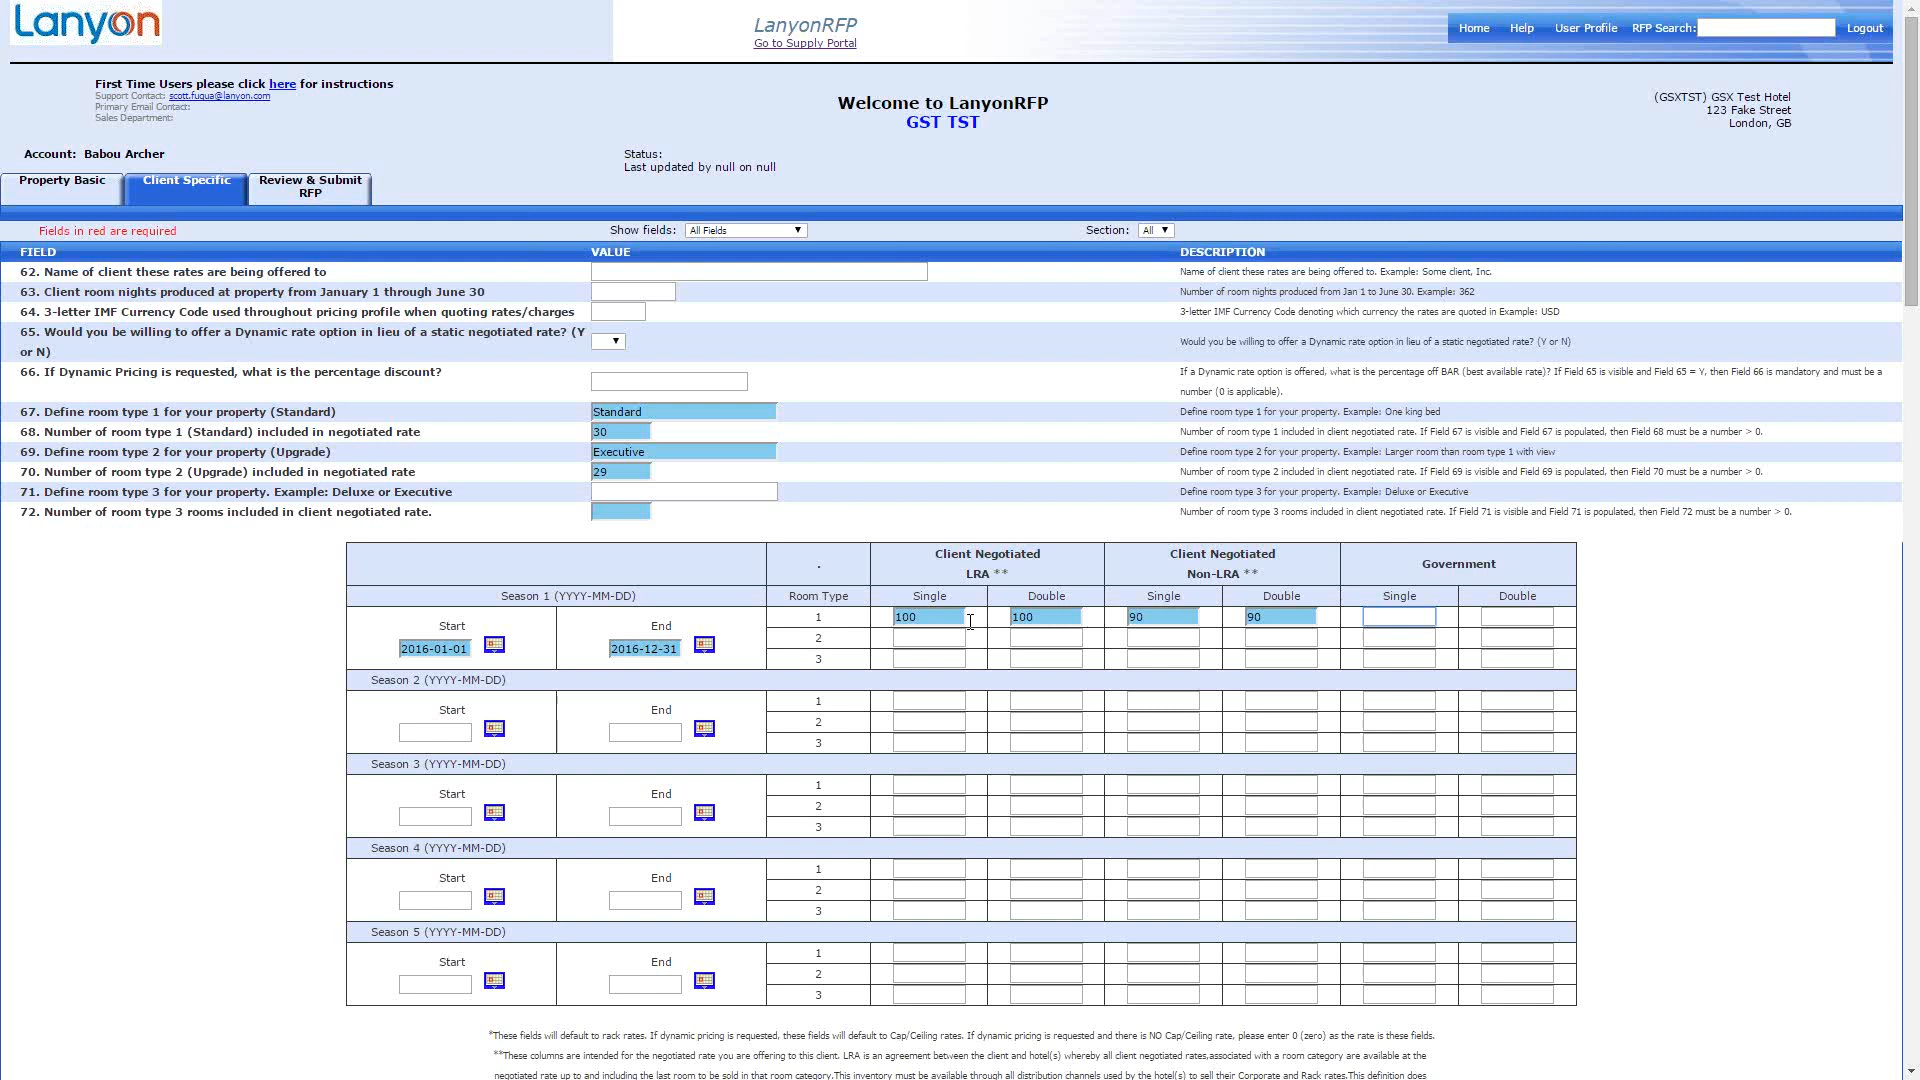 Lanyon
LanyonRFP
Go to Supply Portal
Home Help User Profile RFP Search: Logout
First Time Users please click here for instructions
Support Contact: scott.fuqua@lanyon.com
Primary Email Contact:
Sales Department:
Welcome to LanyonRFP
GST TST
(GSXTST) GSX Test Hotel
123 Fake Street
London, GB
Account: Babou Archer
Status:
Last updated by null on null
Property Basic
Client Specific
Review & Submit
RFP
Fields in red are required
Show fields: All Fields
Section: All
FIELD VALUE DESCRIPTION
62. Name of client these rates are being offered to
Name of client these rates are being offered to. Example: Some client, Inc.
63. Client room nights produced at property from January 1 through June 30
Number of room nights produced from Jan 1 to June 30. Example: 362
64. 3-letter IMF Currency Code used throughout pricing profile when quoting rates/charges
3-letter IMF Currency Code denoting which currency the rates are quoted in Example: USD
65. Would you be willing to offer a Dynamic rate option in lieu of a static negotiated rate? (Y
or N)
Would you be willing to offer a Dynamic rate option in lieu of a static negotiated rate? (Y or N)
66. If Dynamic Pricing is requested, what is the percentage discount?
If a Dynamic rate option is offered, what is the percentage off BAR (best available rate)? If Field 65 is visible and Field 65 = Y, then Field 66 is mandatory and must be a
number (0 is applicable).
67. Define room type 1 for your property (Standard) Standard
Define room type 1 for your property. Example: One king bed
68. Number of room type 1 (Standard) included in negotiated rate 30
Number of room type 1 included in client negotiated rate. If Field 67 is visible and Field 67 is populated, then Field 68 must be a number > 0.
69. Define room type 2 for your property (Upgrade) Executive
Define room type 2 for your property. Example: Larger room than room type 1 with view
70. Number of room type 2 (Upgrade) included in negotiated rate 29
Number of room type 2 included in client negotiated rate. If Field 69 is visible and Field 69 is populated, then Field 70 must be a number > 0.
71. Define room type 3 for your property. Example: Deluxe or Executive
Define room type 3 for your property. Example: Deluxe or Executive
72. Number of room type 3 rooms included in client negotiated rate.
Number of room type 3 rooms included in client negotiated rate. If Field 71 is visible and Field 71 is populated, then Field 72 must be a number > 0.
. Client Negotiated
LRA **
Client Negotiated
Non-LRA **
Government
Season 1 (YYYY-MM-DD) Room Type Single Double Single Double Single Double
Start End
2016-01-01 2016-12-31
1 100 100 90 90
2
3
Season 2 (YYYY-MM-DD)
Start End
1
2
3
Season 3 (YYYY-MM-DD)
Start End
1
2
3
Season 4 (YYYY-MM-DD)
Start End
1
2
3
Season 5 (YYYY-MM-DD)
Start End
1
2
3
*These fields will default to rack rates. If dynamic pricing is requested, these fields will default to Cap/Ceiling rates. If dynamic pricing is requested and there is NO Cap/Ceiling rate, please enter 0 (zero) as the rate is these fields.
**These columns are intended for the negotiated rate you are offering to this client. LRA is an agreement between the client and hotel(s) whereby all client negotiated rates,associated with a room category are available at the
negotiated rate up to and including the last room to be sold in that room category.This inventory must be available through all distribution channels used by the hotel(s) to sell their Corporate and Rack rates.This definition does